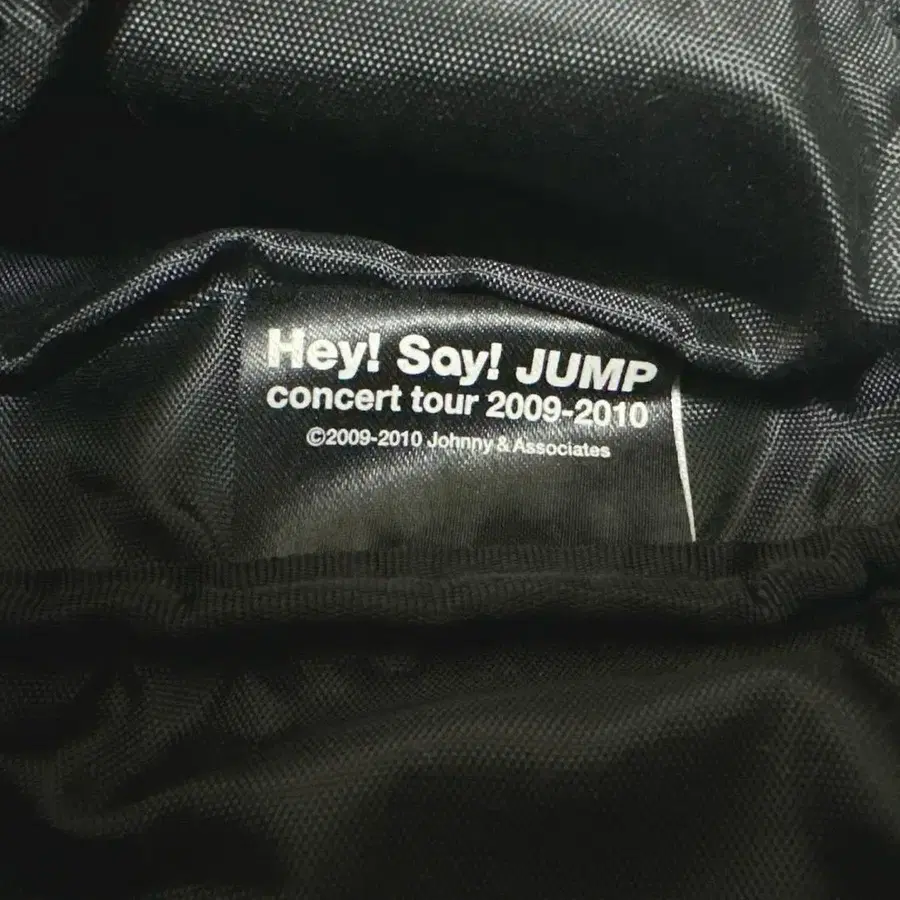 Hey! Say! JUMP
concert tour 2009-2010
©2009-2010 Johnny & Associates